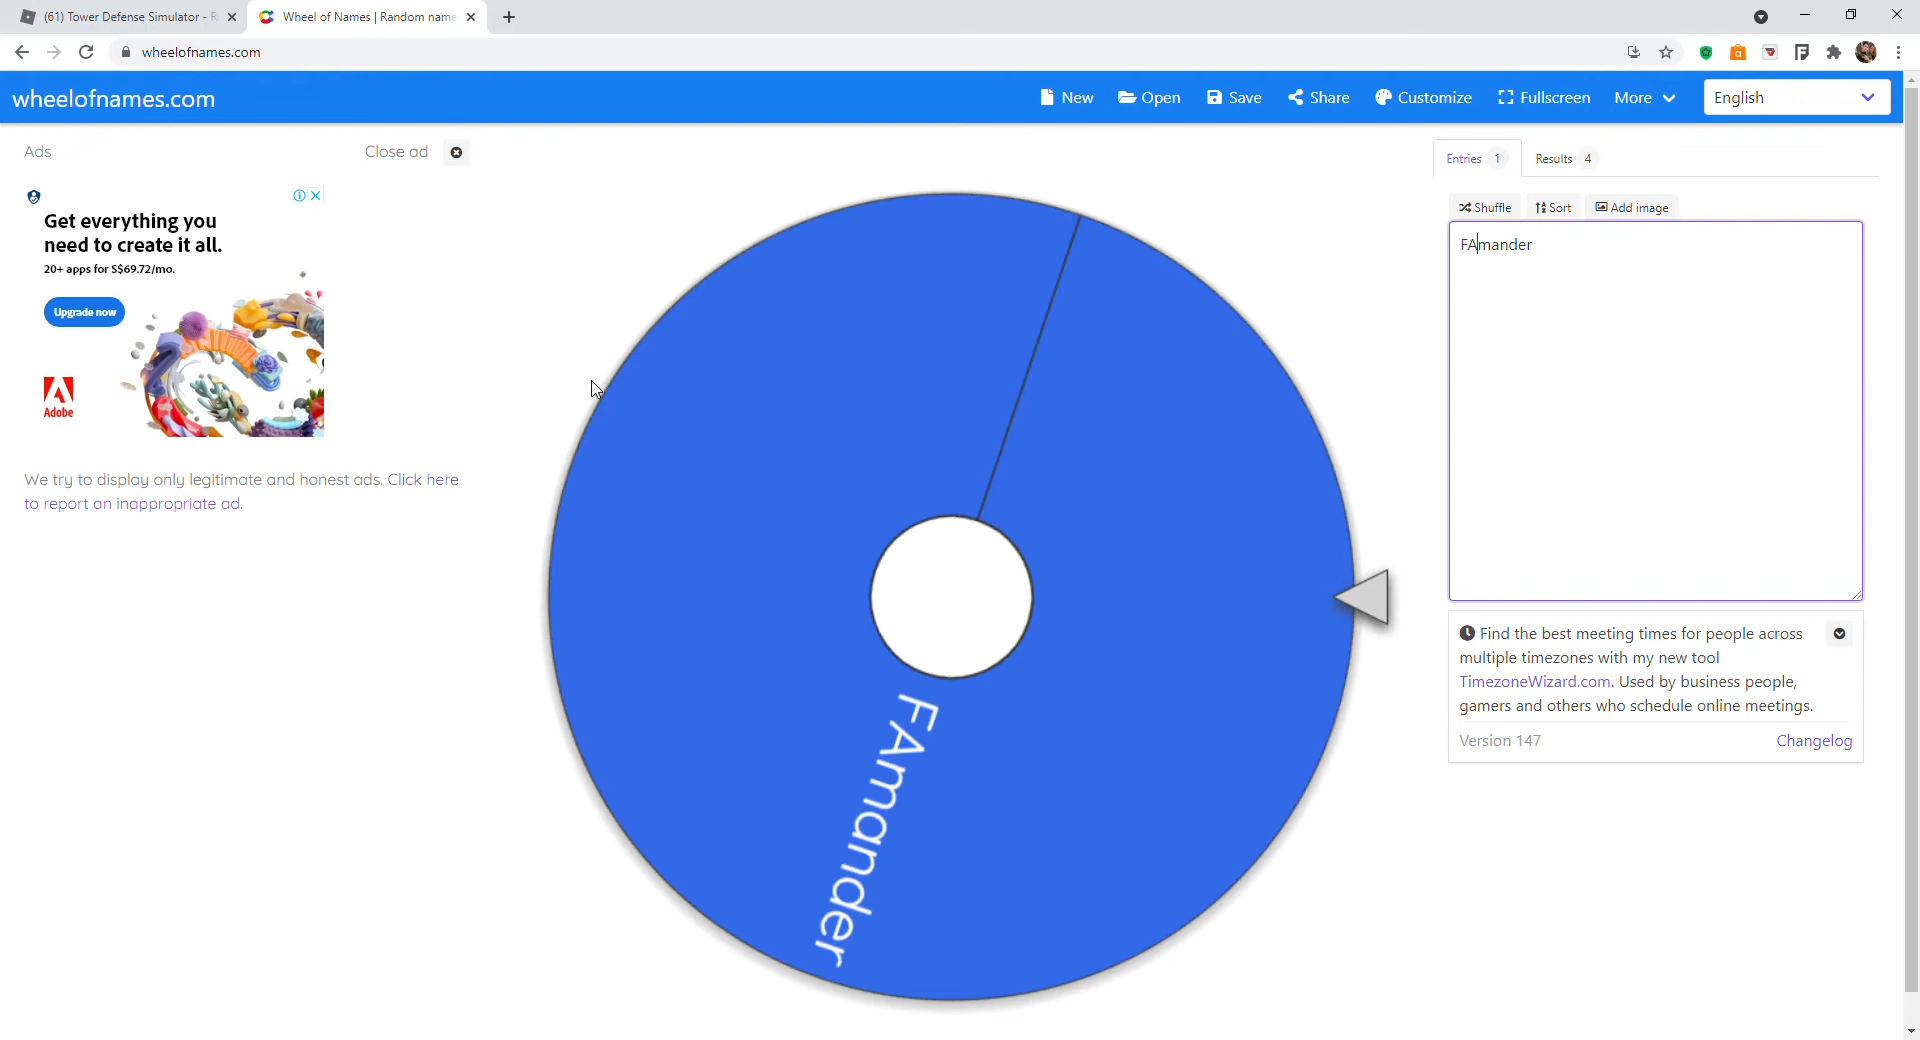 (61) Tower Defense Simulator - R
Wheel of Names | Random name
wheelofnames.com
wheelofnames.com
New
Open
Save
Share
Customize
Fullscreen
More
English
Ads
Close ad
Get everything you
need to create it all.
20+ apps for S$69.72/mo.
Upgrade now
Adobe
We try to display only legitimate and honest ads. Click here
to report an inappropriate ad.
FAmander
Entries 1
Results 4
Shuffle
Sort
Add image
FAmander
Find the best meeting times for people across
multiple timezones with my new tool
TimezoneWizard.com. Used by business people,
gamers and others who schedule online meetings.
Version 147
Changelog